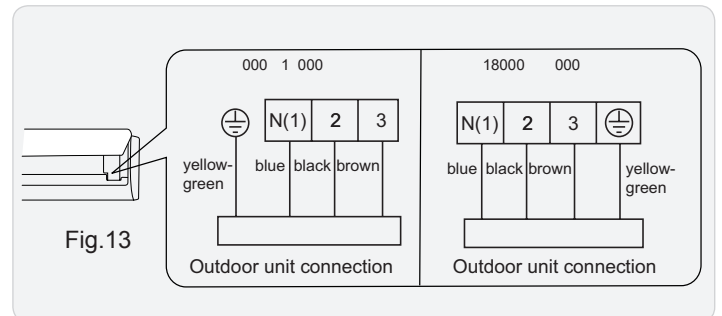 000 1 000
N(1) 2 3
yellow-
green
blue black brown
Outdoor unit connection
18000 000
N(1) 2 3
blue black brown
yellow-
green
Outdoor unit connection
Fig.13